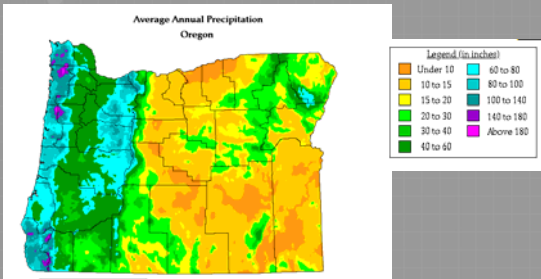 Average Annual Precipitation
Oregon
Legend (in inches)
Under 10
10 to 15
15 to 20
20 to 30
30 to 40
40 to 60
60 to 80
80 to 100
100 to 140
140 to 180
Above 180